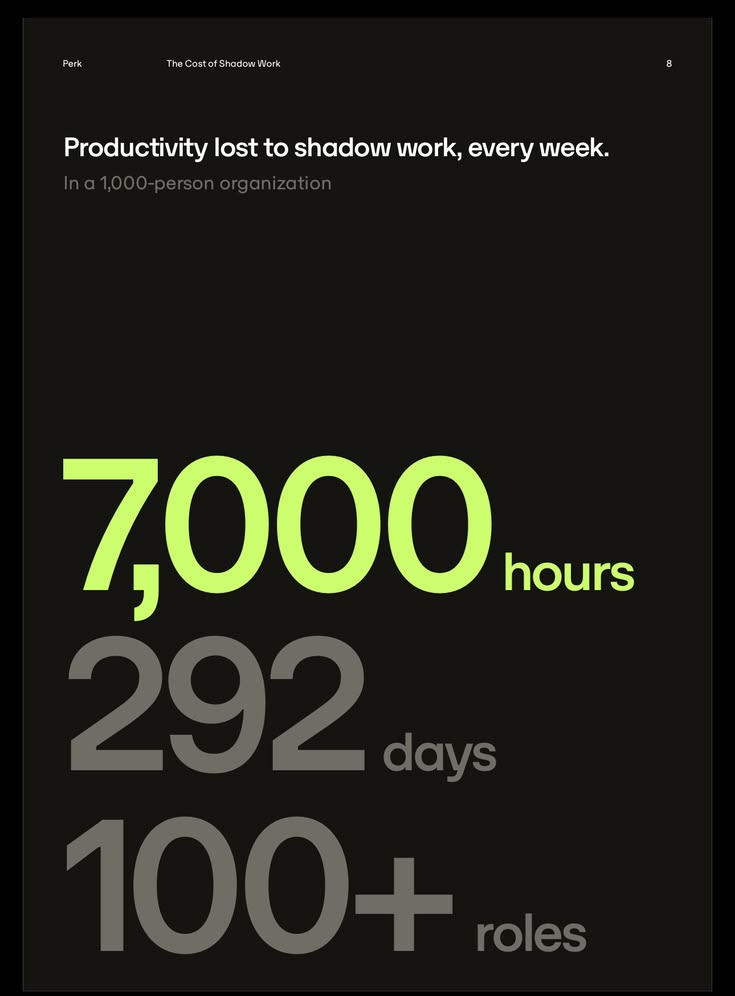 Perk The Cost of Shadow Work 8
Productivity lost to shadow work, every week.
In a 1,000-person organization
7,000 hours
292 days
100+ roles